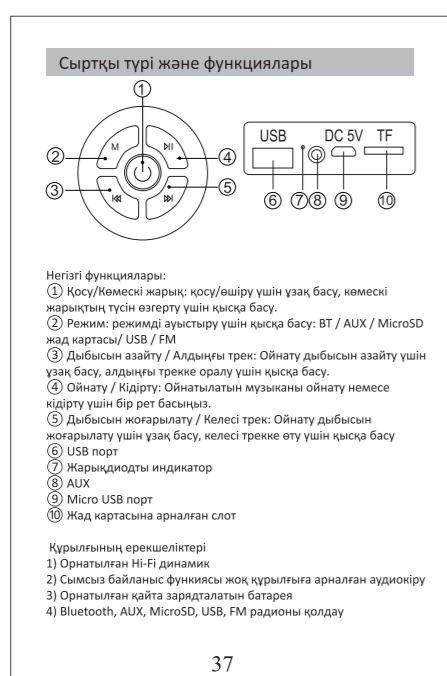 Сыртқы түрі және функциялары
①
M
②
④
③
⑤
USB DC 5V TF
⑥ ⑦ ⑧ ⑨ ⑩
Негізгі функциялары:
① Қосу/Көмескі жарық: қосу/өшіру үшін ұзақ басу, көмескі
жарықтың түсін өзгерту үшін қысқа басу.
② Режим: режимді ауыстыру үшін қысқа басу: BT / AUX / MicroSD
жад картасы/ USB / FM
③ Дыбысын азайту / Алдыңғы трек: Ойнату дыбысын азайту үшін
ұзақ басу, алдыңғы трекке оралу үшін қысқа басу.
④ Ойнату / Кідірту: Ойнатылатын музыканы ойнату немесе
кідірту үшін бір рет басыңыз.
⑤ Дыбысын жоғарылату / Келесі трек: Ойнату дыбысын
жоғарылату үшін ұзақ басу, келесі трекке өту үшін қысқа басу
⑥ USB порт
⑦ Жарықдиодты индикатор
⑧ AUX
⑨ Micro USB порт
⑩ Жад картасына арналған слот
Құрылғының ерекшеліктері
1) Орнатылған Hi-Fi динамик
2) Сымсыз байланыс функиясы жоқ құрылғыға арналған аудиокіру
3) Орнатылған қайта зарядталатын батарея
4) Bluetooth, AUX, MicroSD, USB, FM радионы қолдау
37